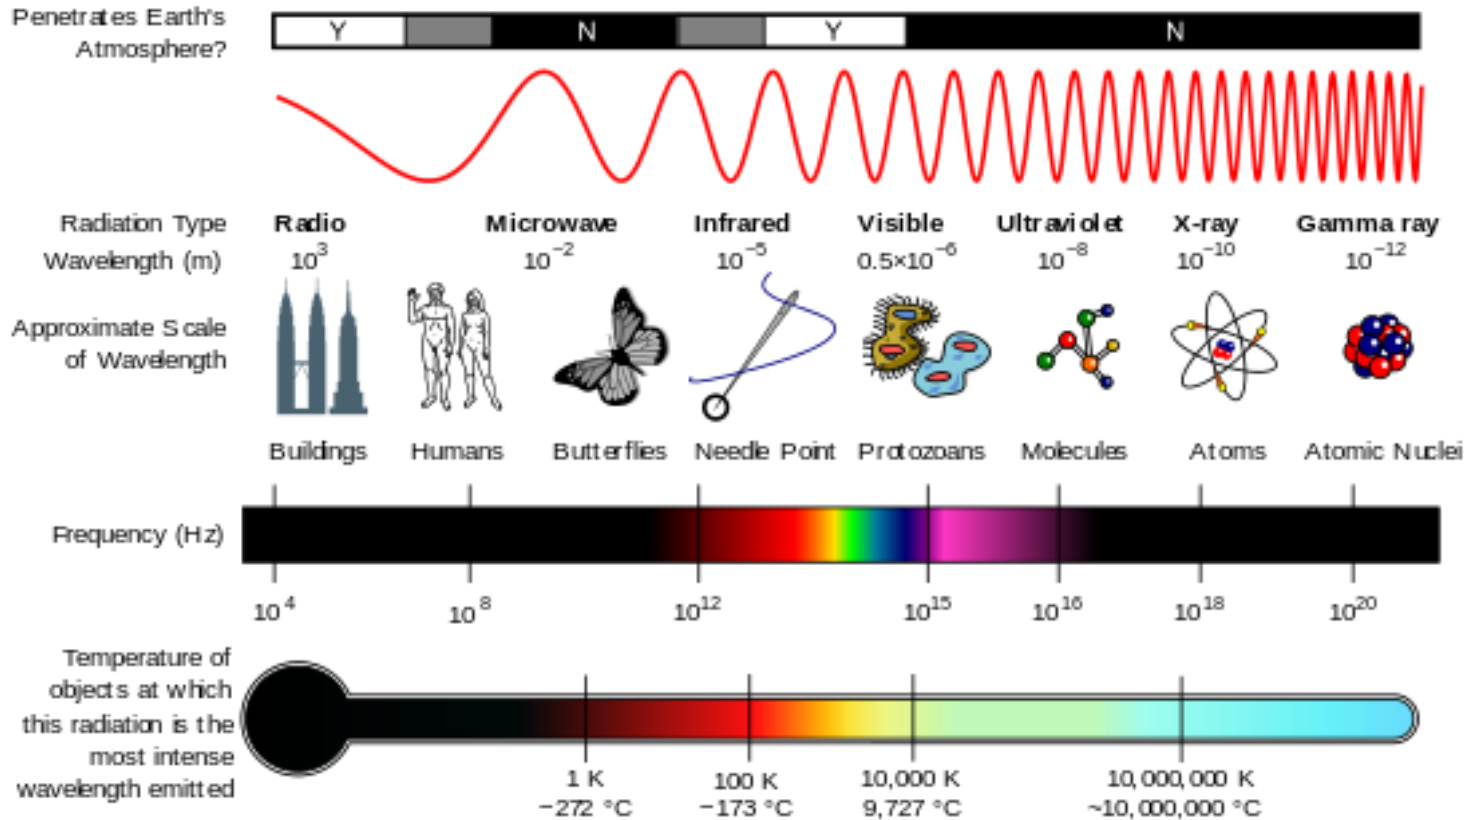 Penetrates Earth's
Atmosphere?
Y N Y N
Radiation Type Radio Microwave Infrared Visible Ultraviolet X-ray Gamma ray
Wavelength (m) 10³ 10⁻² 10⁻⁵ 0.5×10⁻⁶ 10⁻⁸ 10⁻¹⁰ 10⁻¹²
Approximate Scale
of Wavelength
Buildings Humans Butterflies Needle Point Protozoans Molecules Atoms Atomic Nuclei
Frequency (Hz)
10⁴ 10⁸ 10¹² 10¹⁵ 10¹⁶ 10¹⁸ 10²⁰
Temperature of
objects at which
this radiation is the
most intense
wavelength emitted
1 K 100 K 10,000 K 10,000,000 K
−272 °C −173 °C 9,727 °C ~10,000,000 °C